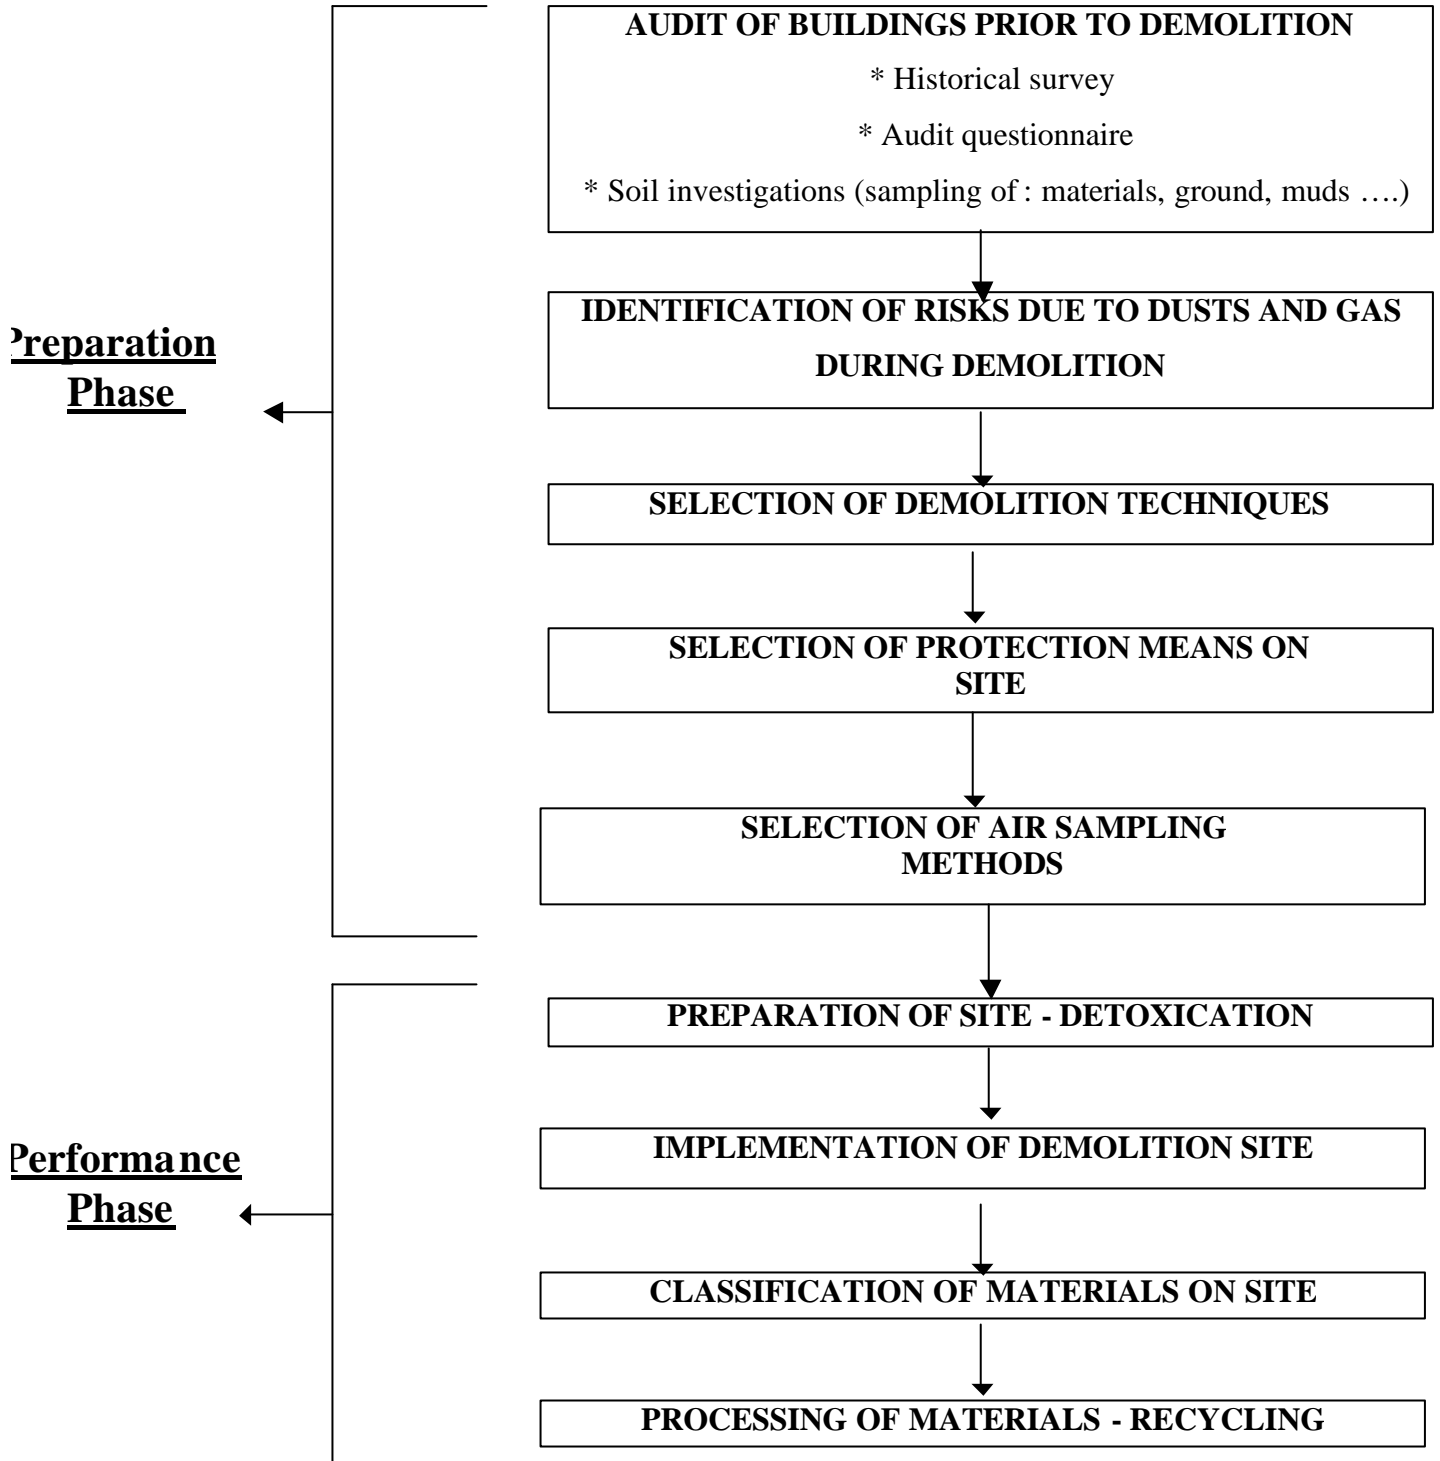 AUDIT OF BUILDINGS PRIOR TO DEMOLITION
* Historical survey
* Audit questionnaire
* Soil investigations (sampling of : materials, ground, muds ….)
IDENTIFICATION OF RISKS DUE TO DUSTS AND GAS
DURING DEMOLITION
Preparation
Phase
SELECTION OF DEMOLITION TECHNIQUES
SELECTION OF PROTECTION MEANS ON
SITE
SELECTION OF AIR SAMPLING
METHODS
PREPARATION OF SITE - DETOXICATION
IMPLEMENTATION OF DEMOLITION SITE
Performance
Phase
CLASSIFICATION OF MATERIALS ON SITE
PROCESSING OF MATERIALS - RECYCLING